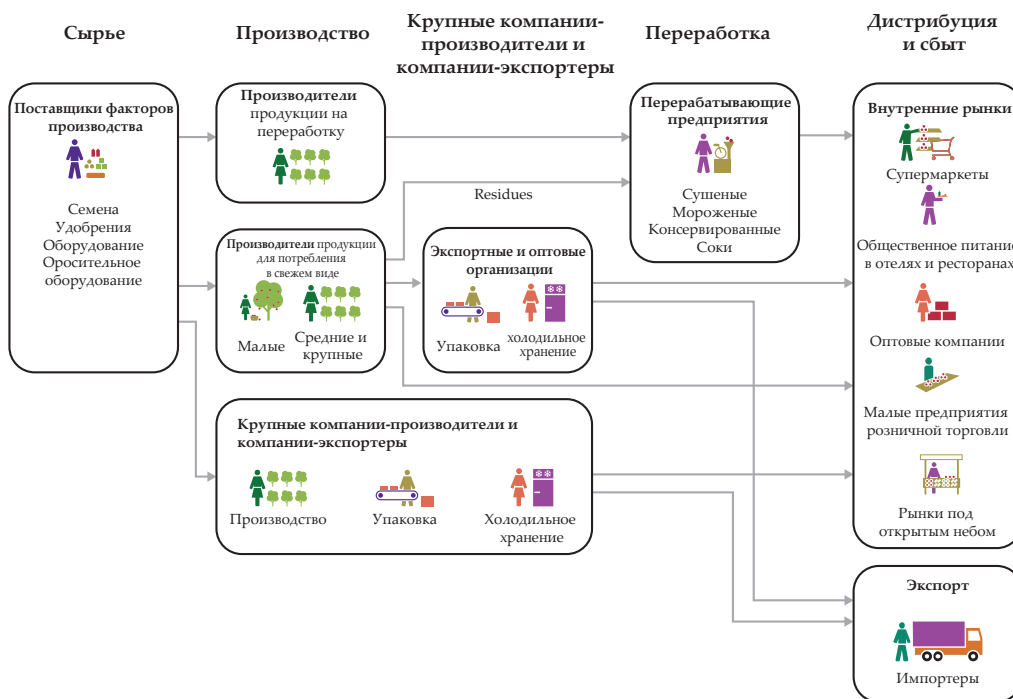 Сырье
Производство
Крупные компании-
производители и
компании-экспортеры
Переработка
Дистрибуция
и сбыт
Поставщики факторов
производства
Семена
Удобрения
Оборудование
Оросительное
оборудование
Производители
продукции на
переработку
Residues
Производители продукции
для потребления
в свежем виде
Малые
Средние и
крупные
Экспортные и оптовые
организации
Упаковка
холодильное
хранение
Крупные компании-производители и
компании-экспортеры
Производство
Упаковка
Холодильное
хранение
Перерабатывающие
предприятия
Сушеные
Мороженые
Консервированные
Соки
Внутренние рынки
Супермаркеты
Общественное питание
в отелях и ресторанах
Оптовые компании
Малые предприятия
розничной торговли
Рынки под
открытым небом
Экспорт
Импортеры